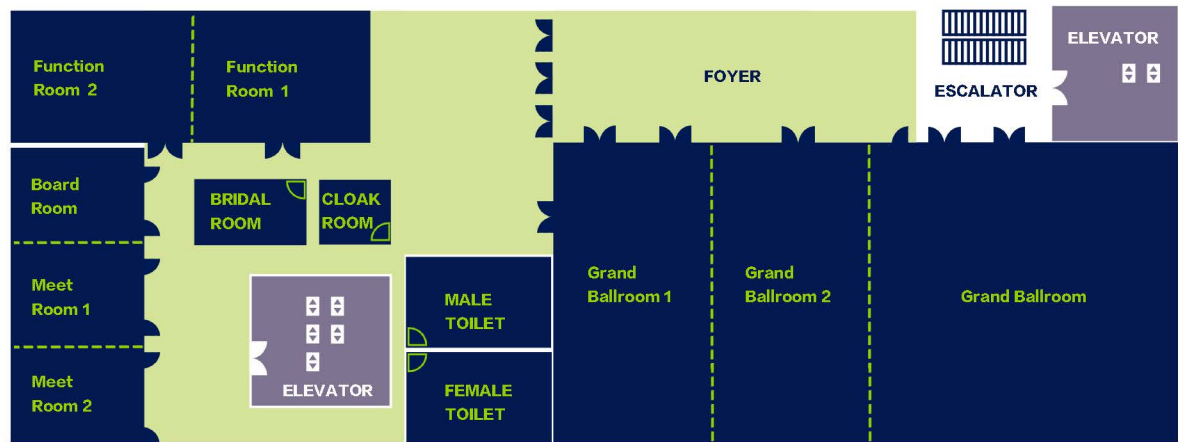 Function
Room 2
Function
Room 1
FOYER
ESCALATOR
ELEVATOR
Board
Room
BRIDAL
ROOM
CLOAK
ROOM
Meet
Room 1
Meet
Room 2
ELEVATOR
MALE
TOILET
FEMALE
TOILET
Grand
Ballroom 1
Grand
Ballroom 2
Grand Ballroom